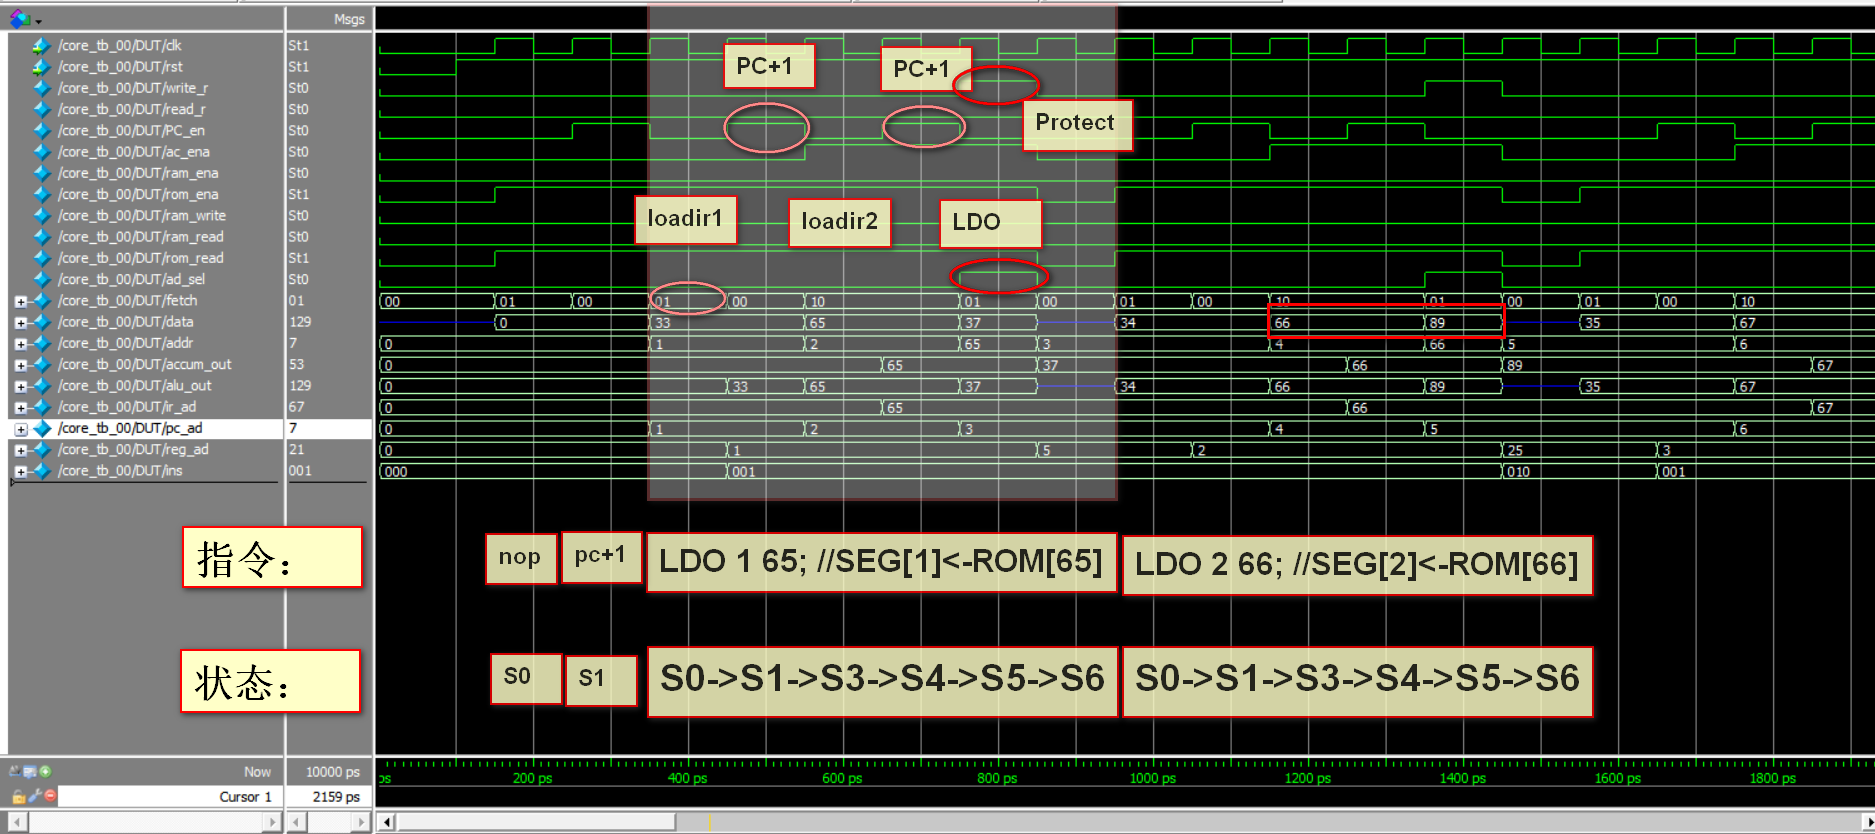 Msgs
/core_tb_00/DUT/clk St1
/core_tb_00/DUT/rst St1
/core_tb_00/DUT/write_r St0
/core_tb_00/DUT/read_r St0
/core_tb_00/DUT/PC_en St0
/core_tb_00/DUT/ac_ena St0
/core_tb_00/DUT/ram_ena St0
/core_tb_00/DUT/rom_ena St1
/core_tb_00/DUT/ram_write St0
/core_tb_00/DUT/ram_read St0
/core_tb_00/DUT/rom_read St1
/core_tb_00/DUT/ad_sel St0
/core_tb_00/DUT/fetch 01 00 01 00 01 00 10 01 00 01 00 10 01 00 01 00 10
/core_tb_00/DUT/data 129 0 33 65 37 34 66 89 35 67
/core_tb_00/DUT/addr 7 0 1 2 65 3 4 66 5 6
/core_tb_00/DUT/accum_out 53 0 65 37 66 89 67
/core_tb_00/DUT/alu_out 129 0 33 65 37 34 66 89 35 67
/core_tb_00/DUT/ir_ad 67 0 65 66 67
/core_tb_00/DUT/pc_ad 7 0 1 2 3 4 5 6
/core_tb_00/DUT/reg_ad 21 0 1 5 2 25 3
/core_tb_00/DUT/ins 001 000 001 010 001
PC+1
PC+1
Protect
loadir1
loadir2
LDO
指令：
nop
pc+1
LDO 1 65; //SEG[1]<-ROM[65]
LDO 2 66; //SEG[2]<-ROM[66]
状态：
S0
S1
S0->S1->S3->S4->S5->S6
S0->S1->S3->S4->S5->S6
Now 10000 ps
ps 200 ps 400 ps 600 ps 800 ps 1000 ps 1200 ps 1400 ps 1600 ps 1800 ps
Cursor 1 2159 ps